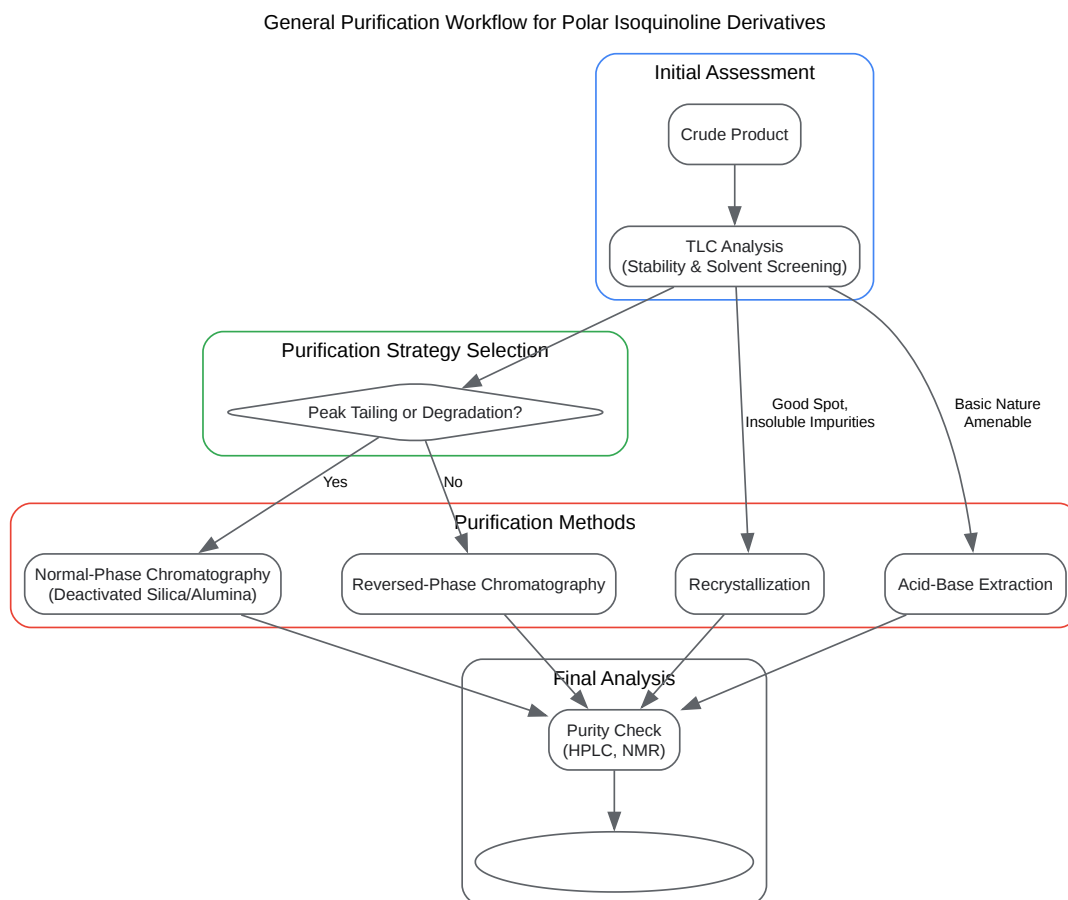 General Purification Workflow for Polar Isoquinoline Derivatives
Initial Assessment
Crude Product
TLC Analysis
(Stability & Solvent Screening)
Purification Strategy Selection
Peak Tailing or Degradation?
Good Spot,
Insoluble Impurities
Basic Nature
Amenable
Yes
No
Purification Methods
Normal-Phase Chromatography
(Deactivated Silica/Alumina)
Reversed-Phase Chromatography
Recrystallization
Acid-Base Extraction
Final Analysis
Purity Check
(HPLC, NMR)